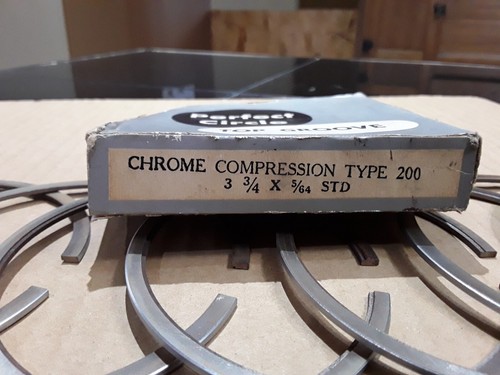 Perfect
Circle
TOP GROOVE
CHROME COMPRESSION TYPE 200
3 3/4 X 5/64 STD